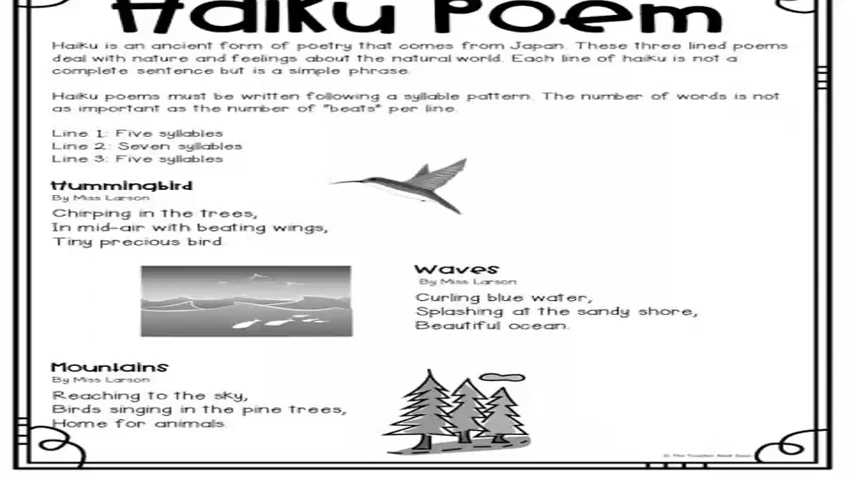 Haiku Poem
Haiku is an ancient form of poetry that comes from Japan. These three lined poems
deal with nature and feelings about the natural world. Each line of haiku is not a
complete sentence but is a simple phrase.
Haiku poems must be written following a syllable pattern. The number of words is not
as important as the number of "beats" per line.
Line 1: Five syllables
Line 2: Seven syllables
Line 3: Five syllables
Hummingbird
By Miss Larson
Chirping in the trees,
In mid-air with beating wings,
Tiny precious bird.
Waves
By Miss Larson
Curling blue water,
Splashing at the sandy shore,
Beautiful ocean.
Mountains
By Miss Larson
Reaching to the sky,
Birds singing in the pine trees,
Home for animals.
© The Teacher Next Door